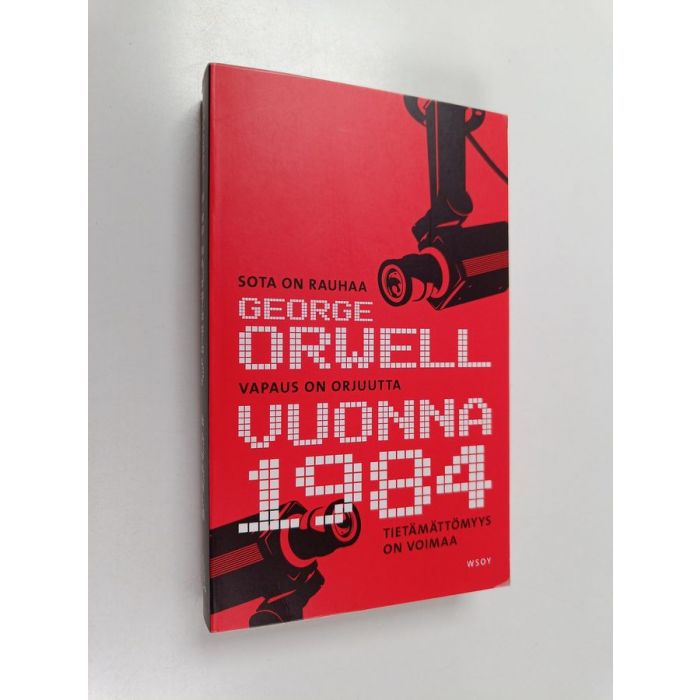 SOTA ON RAUHAA
GEORGE
ORWELL
VAPAUS ON ORJUUTTA
VUONNA
1984
TIETÄMÄTTÖMYYS
ON VOIMAA
WSOY